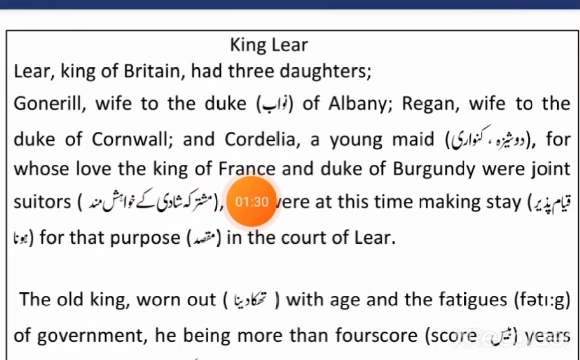 King Lear
Lear, king of Britain, had three daughters;
Gonerill, wife to the duke (نواب) of Albany; Regan, wife to the
duke of Cornwall; and Cordelia, a young maid (دوشیزہ ، کنواری), for
whose love the king of France and duke of Burgundy were joint
suitors (مشترکہ شادی کے خواہش مند), 01:30 were at this time making stay (قیام پذیر
ہونا) for that purpose (مقصد) in the court of Lear.
The old king, worn out (تھکا دینا) with age and the fatigues (fətɪːg)
of government, he being more than fourscore (score بیس) years